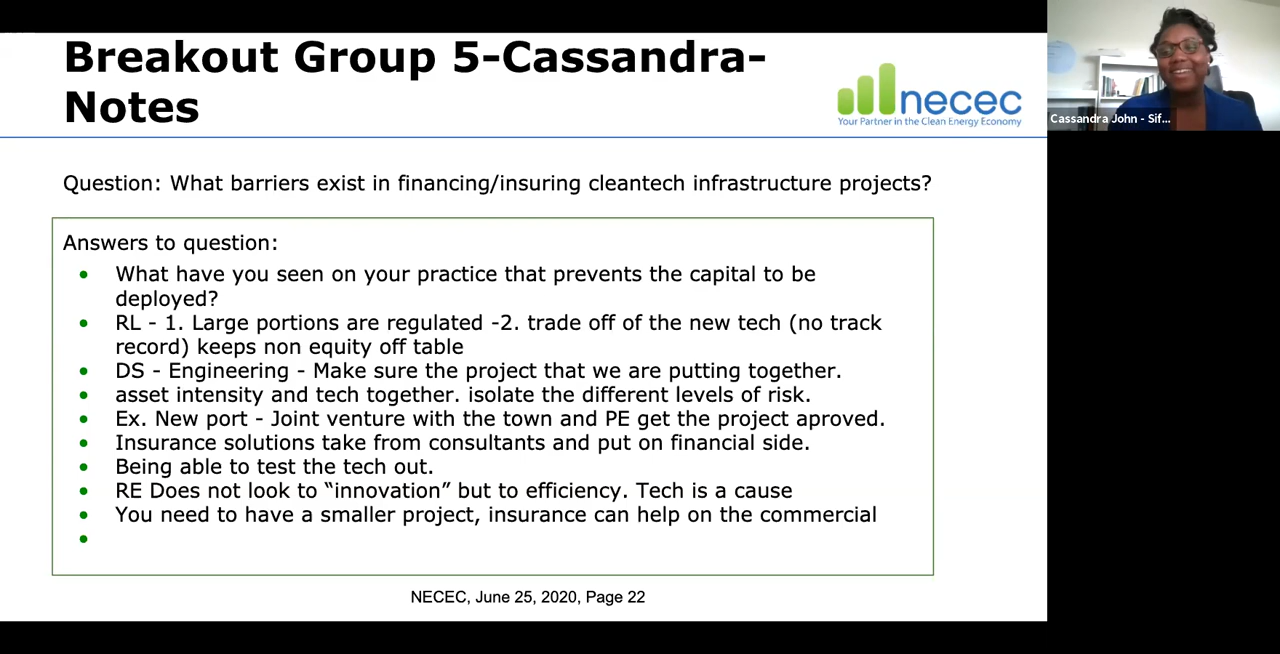 Breakout Group 5-Cassandra-
Notes
necec
Your Partner in the Clean Energy Economy
Cassandra John - Sif...
Question: What barriers exist in financing/insuring cleantech infrastructure projects?
Answers to question:
• What have you seen on your practice that prevents the capital to be
deployed?
• RL - 1. Large portions are regulated -2. trade off of the new tech (no track
record) keeps non equity off table
• DS - Engineering - Make sure the project that we are putting together.
• asset intensity and tech together. isolate the different levels of risk.
• Ex. New port - Joint venture with the town and PE get the project aproved.
• Insurance solutions take from consultants and put on financial side.
• Being able to test the tech out.
• RE Does not look to “innovation” but to efficiency. Tech is a cause
• You need to have a smaller project, insurance can help on the commercial
•
NECEC, June 25, 2020, Page 22